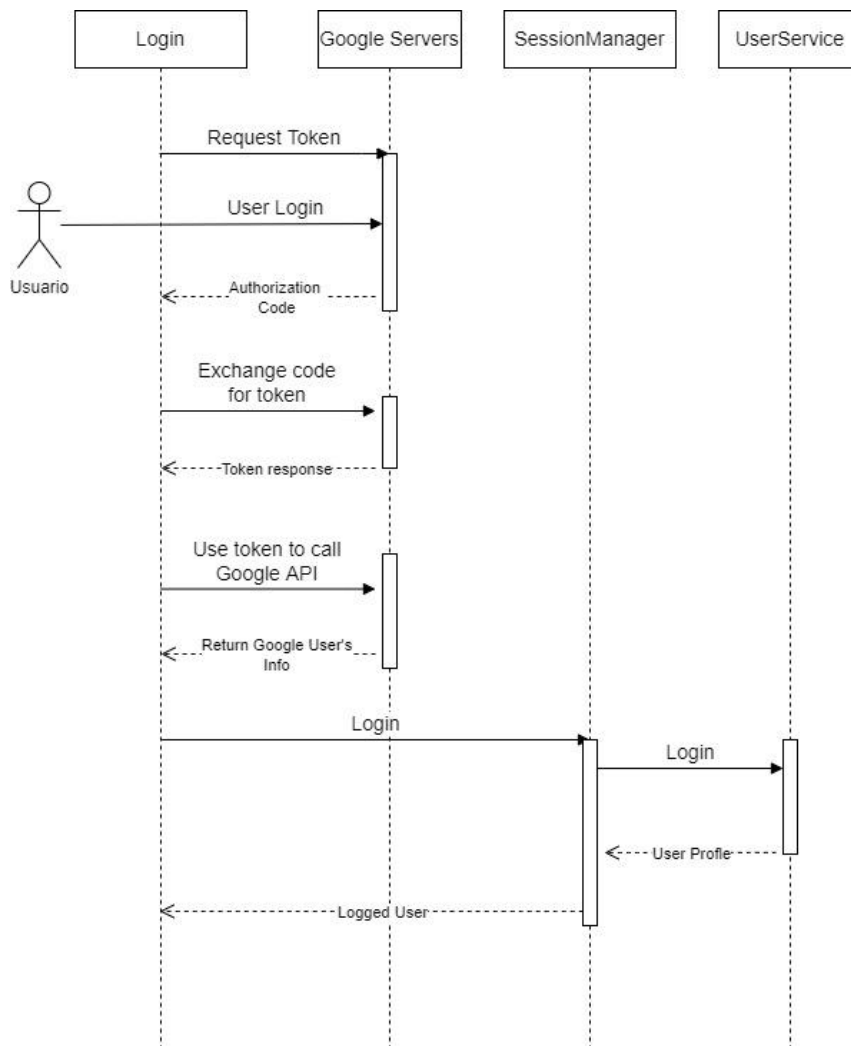 Login
Google Servers
SessionManager
UserService
Request Token
User Login
Usuario
Authorization
Code
Exchange code
for token
Token response
Use token to call
Google API
Return Google User's
Info
Login
Login
User Profle
Logged User